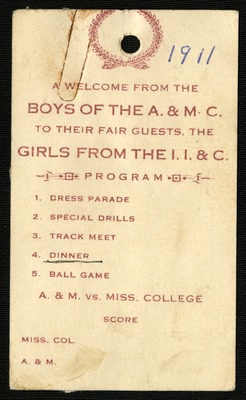 1911
A WELCOME FROM THE
BOYS OF THE A. & M. C.
TO THEIR FAIR GUESTS, THE
GIRLS FROM THE I. I. & C.
PROGRAM
1. DRESS PARADE
2. SPECIAL DRILLS
3. TRACK MEET
4. DINNER
5. BALL GAME
A. & M. VS. MISS. COLLEGE
SCORE
MISS. COL.
A. & M.